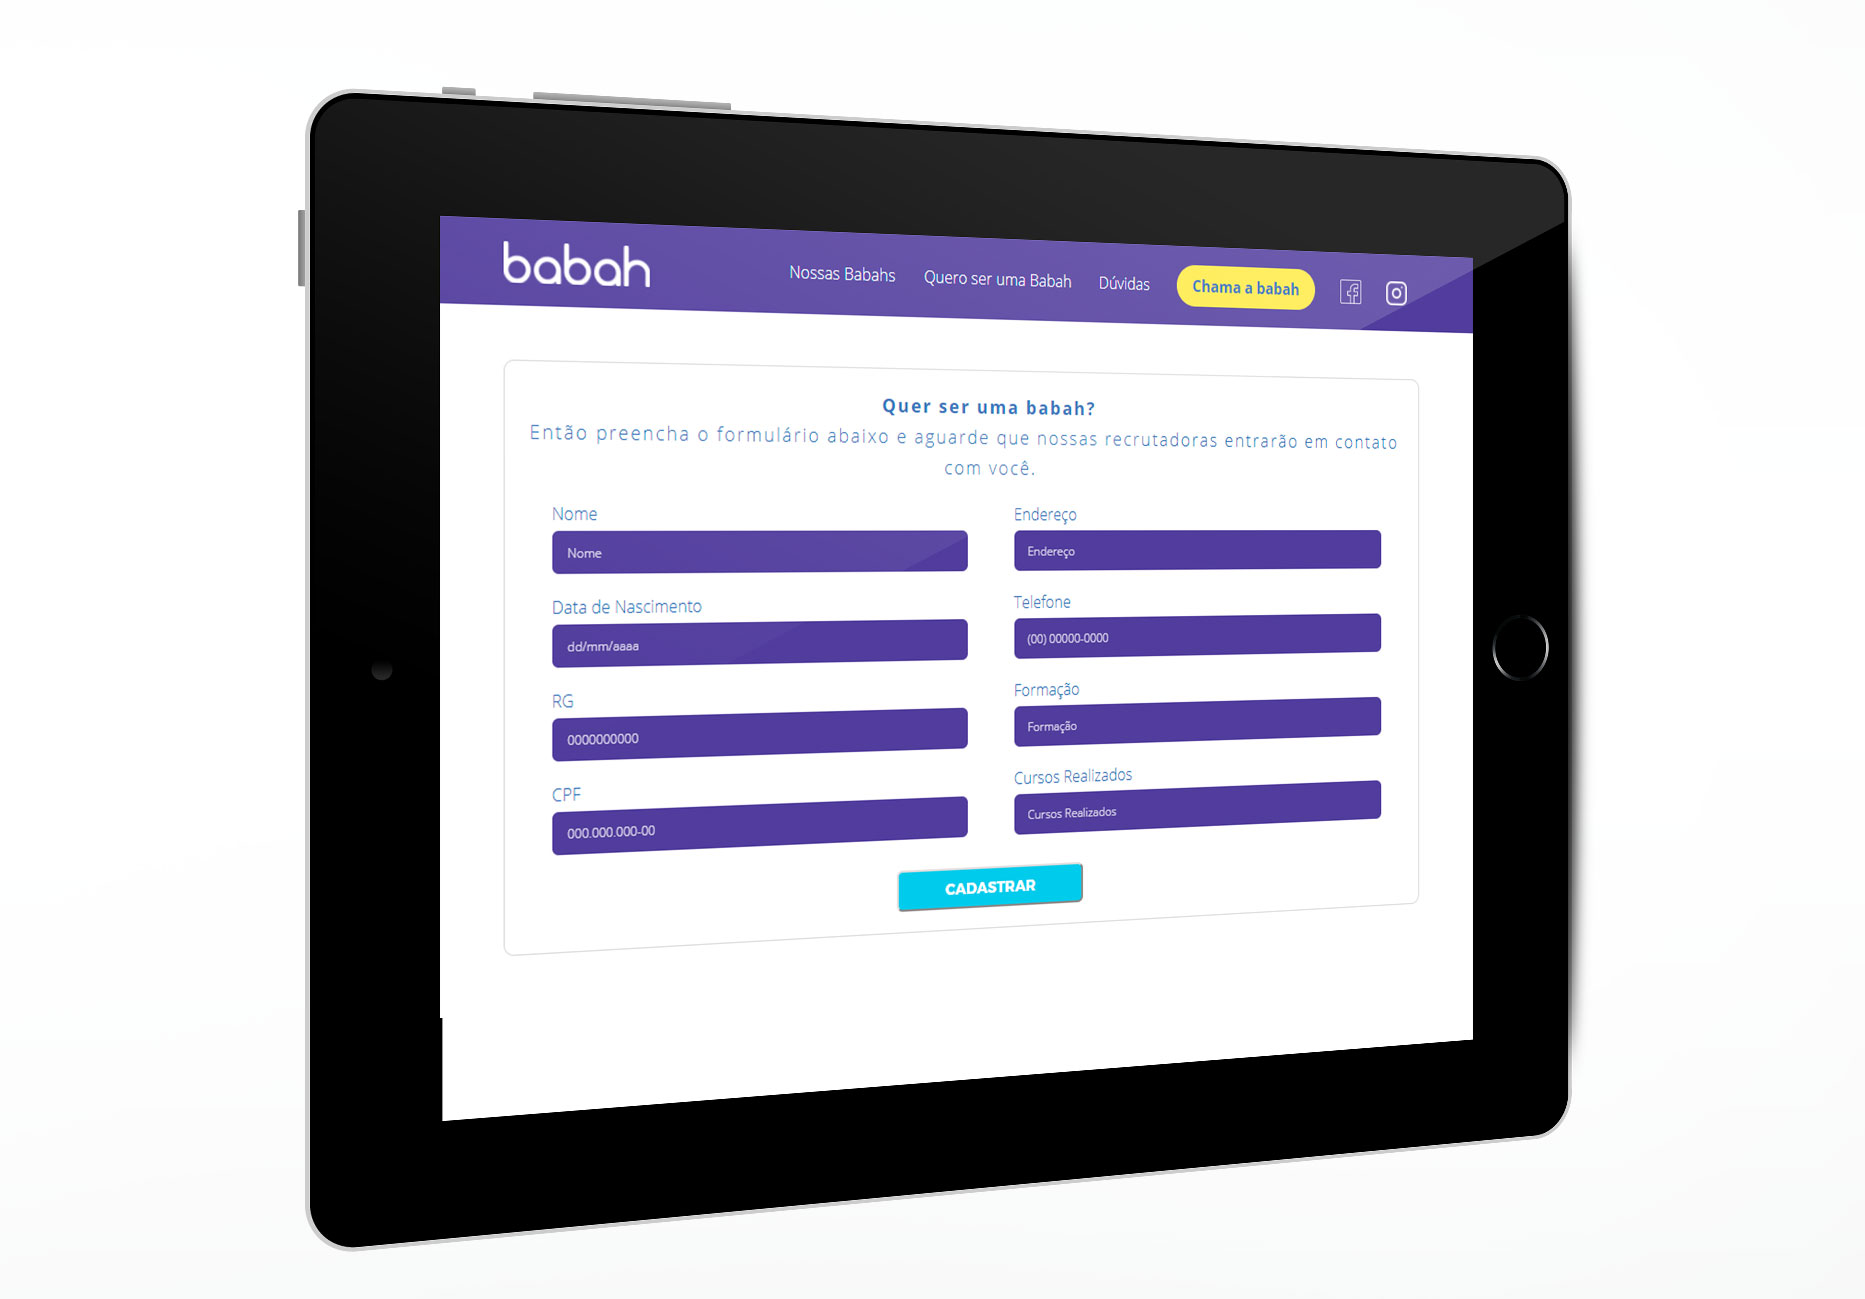 babah
Nossas Babahs
Quero ser uma Babah
Dúvidas
Chama a babah
Quer ser uma babah?
Então preencha o formulário abaixo e aguarde que nossas recrutadoras entrarão em contato
com você.
Nome
Nome
Data de Nascimento
dd/mm/aaaa
RG
0000000000
CPF
000.000.000-00
Endereço
Endereço
Telefone
(00) 00000-0000
Formação
Formação
Cursos Realizados
Cursos Realizados
CADASTRAR